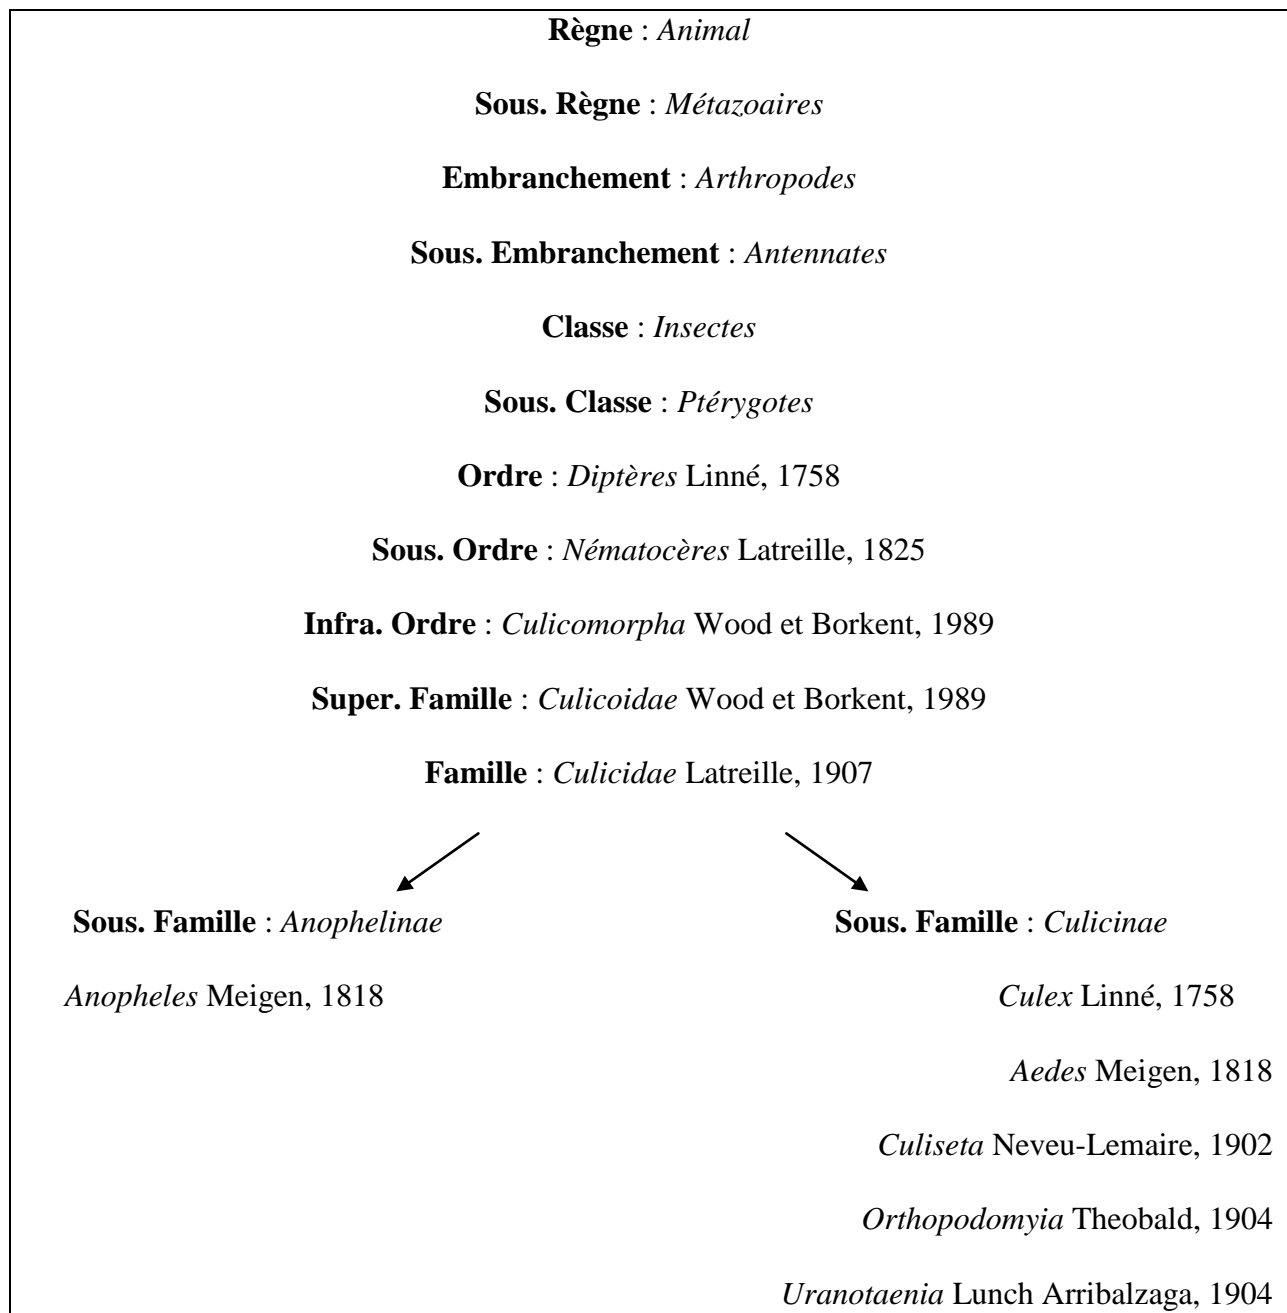 Règne : Animal
Sous. Règne : Métazoaires
Embranchement : Arthropodes
Sous. Embranchement : Antennates
Classe : Insectes
Sous. Classe : Ptérygotes
Ordre : Diptères Linné, 1758
Sous. Ordre : Nématocères Latreille, 1825
Infra. Ordre : Culicomorpha Wood et Borkent, 1989
Super. Famille : Culicoidae Wood et Borkent, 1989
Famille : Culicidae Latreille, 1907
Sous. Famille : Anophelinae
Anopheles Meigen, 1818
Sous. Famille : Culicinae
Culex Linné, 1758
Aedes Meigen, 1818
Culiseta Neveu-Lemaire, 1902
Orthopodomyia Theobald, 1904
Uranotaenia Lunch Arribalzaga, 1904